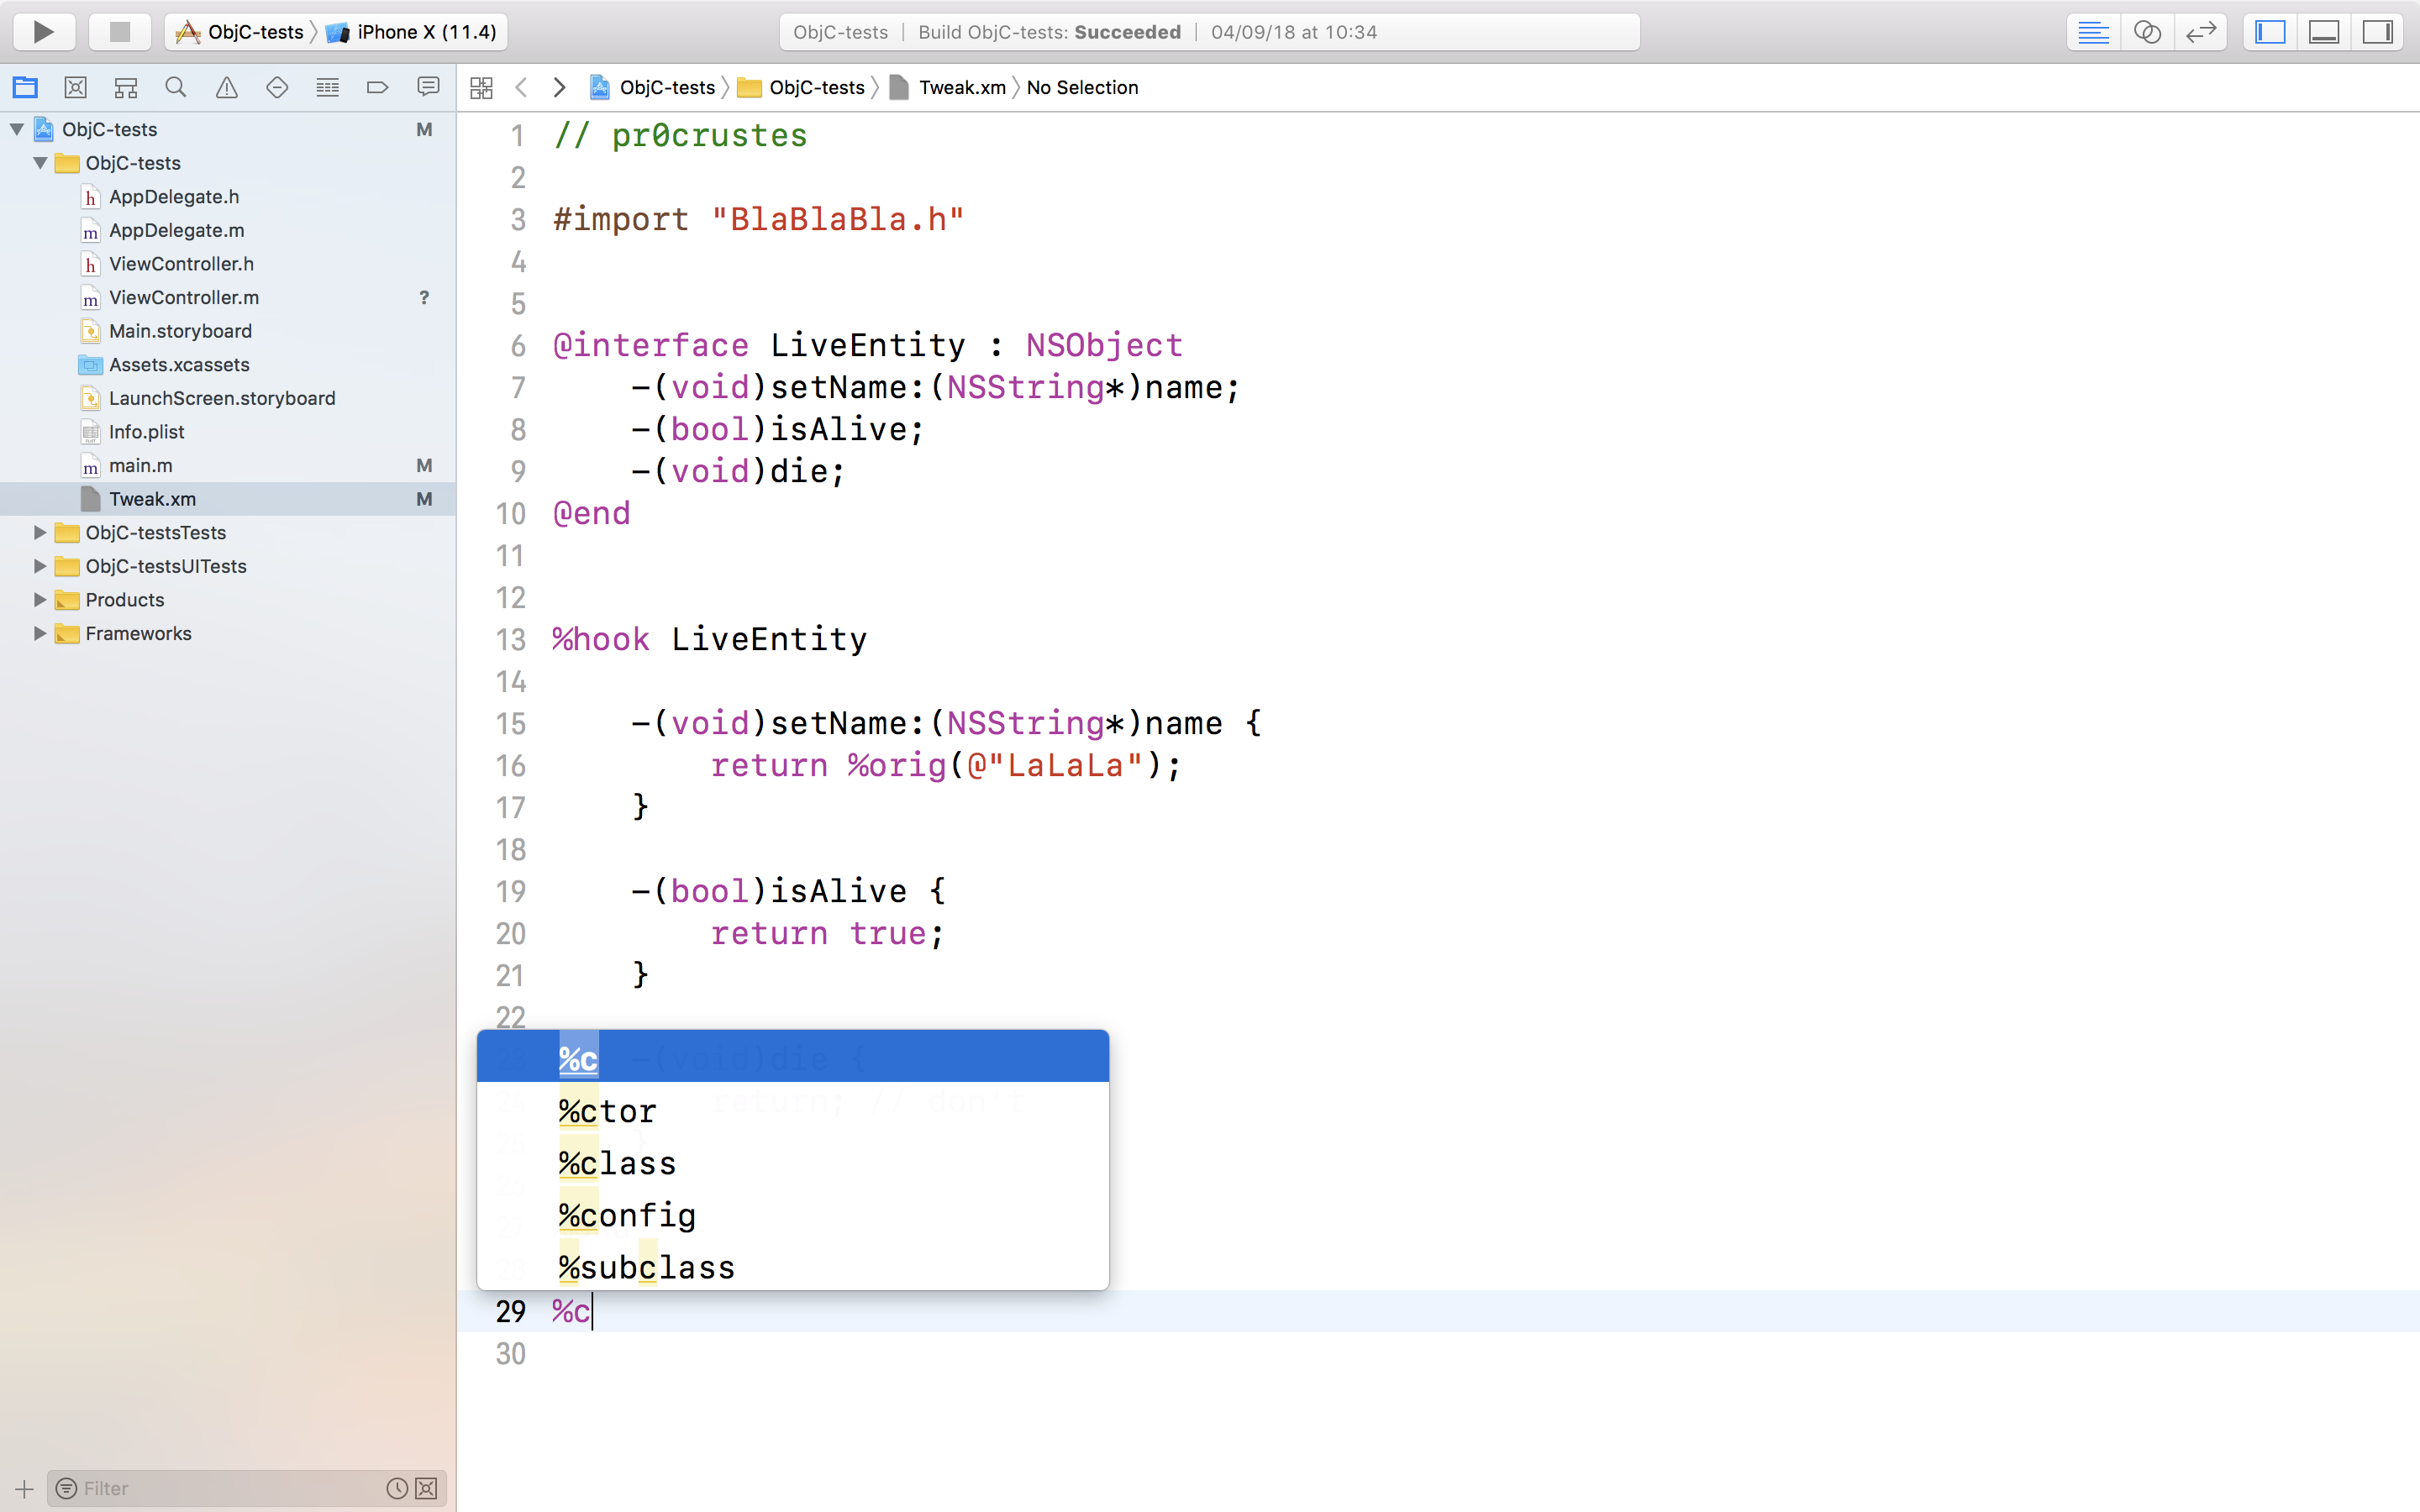 ObjC-tests iPhone X (11.4)
ObjC-tests Build ObjC-tests: Succeeded 04/09/18 at 10:34
ObjC-tests ObjC-tests Tweak.xm No Selection
ObjC-tests M
ObjC-tests
h AppDelegate.h
m AppDelegate.m
h ViewController.h
m ViewController.m ?
Main.storyboard
Assets.xcassets
LaunchScreen.storyboard
Info.plist
m main.m M
Tweak.xm M
ObjC-testsTests
ObjC-testsUITests
Products
Frameworks
Filter
1 // pr0crustes
2
3 #import "BlaBlaBla.h"
4
5
6 @interface LiveEntity : NSObject
7 -(void)setName:(NSString*)name;
8 -(bool)isAlive;
9 -(void)die;
10 @end
11
12
13 %hook LiveEntity
14
15 -(void)setName:(NSString*)name {
16 return %orig(@"LaLaLa");
17 }
18
19 -(bool)isAlive {
20 return true;
21 }
22
23 %c -(void)die {
%ctor return; // don't
%class
%config
%subclass
29 %c
30